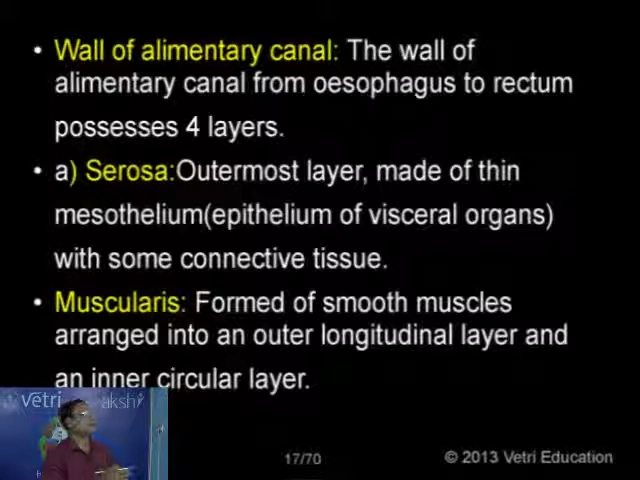 • Wall of alimentary canal: The wall of
alimentary canal from oesophagus to rectum
possesses 4 layers.
• a) Serosa:Outermost layer, made of thin
mesothelium(epithelium of visceral organs)
with some connective tissue.
• Muscularis: Formed of smooth muscles
arranged into an outer longitudinal layer and
an inner circular layer.
vetri
17/70
© 2013 Vetri Education